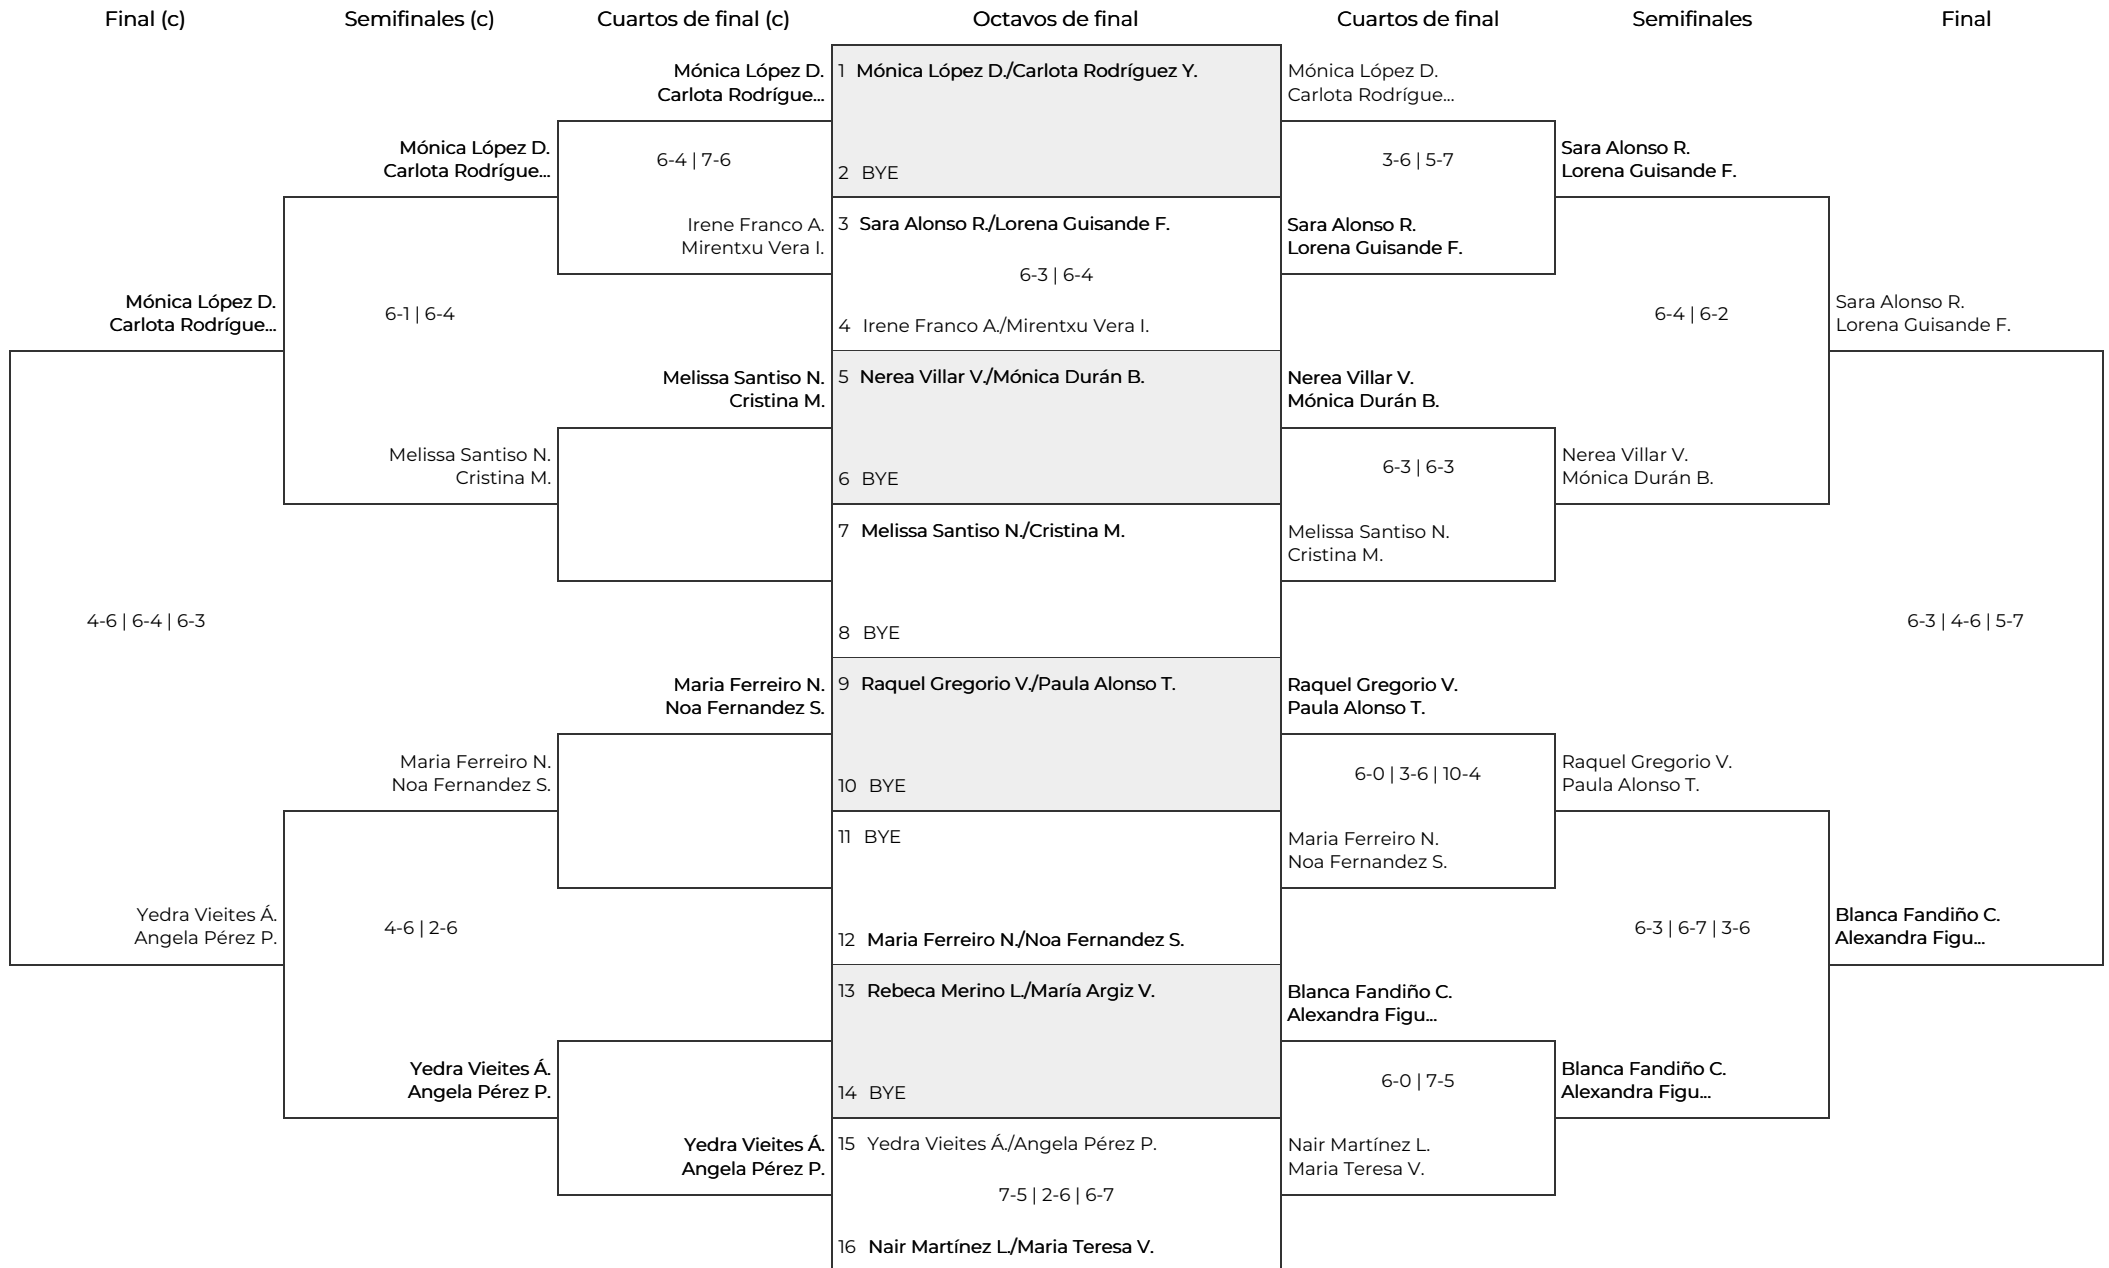 Final (c)
Semifinales (c)
Cuartos de final (c)
Octavos de final
Cuartos de final
Semifinales
Final
Mónica López D.
Carlota Rodrígue...
6-4 | 7-6
Irene Franco A.
Mirentxu Vera I.
Mónica López D.
Carlota Rodrígue...
6-1 | 6-4
Melissa Santiso N.
Cristina M.
Melissa Santiso N.
Cristina M.
Mónica López D.
Carlota Rodrígue...
4-6 | 6-4 | 6-3
Yedra Vieites Á.
Angela Pérez P.
Maria Ferreiro N.
Noa Fernandez S.
Maria Ferreiro N.
Noa Fernandez S.
4-6 | 2-6
Yedra Vieites Á.
Angela Pérez P.
Yedra Vieites Á.
Angela Pérez P.
1 Mónica López D./Carlota Rodríguez Y.
2 BYE
3 Sara Alonso R./Lorena Guisande F.
6-3 | 6-4
4 Irene Franco A./Mirentxu Vera I.
5 Nerea Villar V./Mónica Durán B.
6 BYE
7 Melissa Santiso N./Cristina M.
8 BYE
9 Raquel Gregorio V./Paula Alonso T.
10 BYE
11 BYE
12 Maria Ferreiro N./Noa Fernandez S.
13 Rebeca Merino L./María Argiz V.
14 BYE
15 Yedra Vieites Á./Angela Pérez P.
7-5 | 2-6 | 6-7
16 Nair Martínez L./Maria Teresa V.
Mónica López D.
Carlota Rodrígue...
3-6 | 5-7
Sara Alonso R.
Lorena Guisande F.
Nerea Villar V.
Mónica Durán B.
6-3 | 6-3
Melissa Santiso N.
Cristina M.
Raquel Gregorio V.
Paula Alonso T.
6-0 | 3-6 | 10-4
Maria Ferreiro N.
Noa Fernandez S.
Blanca Fandiño C.
Alexandra Figu...
6-0 | 7-5
Nair Martínez L.
Maria Teresa V.
Sara Alonso R.
Lorena Guisande F.
6-4 | 6-2
Nerea Villar V.
Mónica Durán B.
Raquel Gregorio V.
Paula Alonso T.
6-3 | 6-7 | 3-6
Blanca Fandiño C.
Alexandra Figu...
Sara Alonso R.
Lorena Guisande F.
6-3 | 4-6 | 5-7
Blanca Fandiño C.
Alexandra Figu...